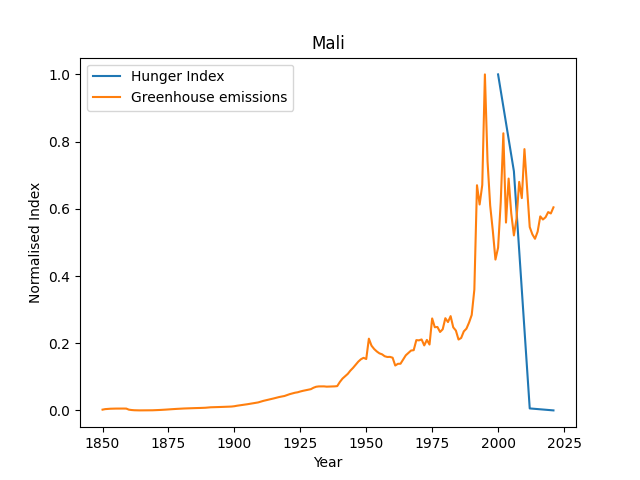 Mali
Hunger Index
Greenhouse emissions
Normalised Index
1.0
0.8
0.6
0.4
0.2
0.0
1850 1875 1900 1925 1950 1975 2000 2025
Year